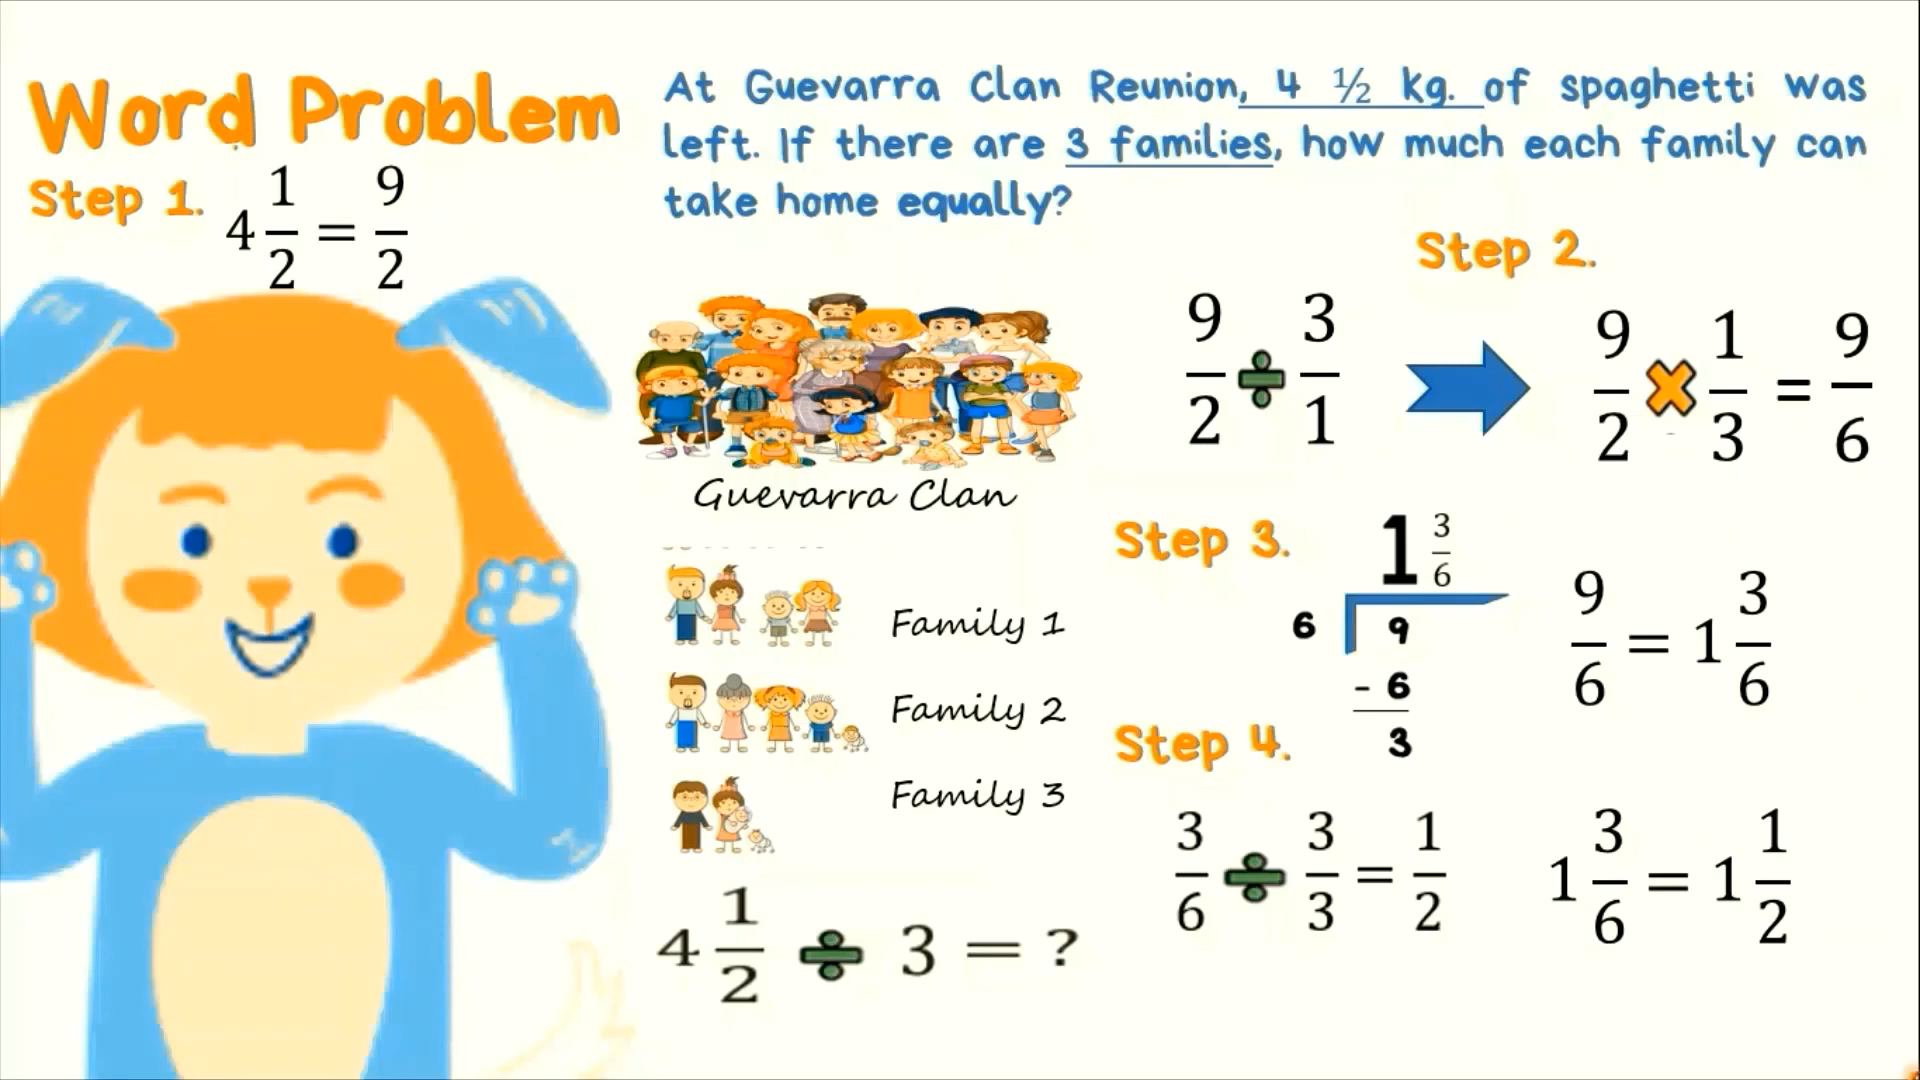 Word Problem
At Guevarra Clan Reunion, 4 ½ kg. of spaghetti was
left. If there are 3 families, how much each family can
take home equally?
Step 1.
4 1/2 = 9/2
Guevarra Clan
Family 1
Family 2
Family 3
4 1/2 ÷ 3 = ?
Step 2.
9/2 ÷ 3/1
9/2 × 1/3 = 9/6
Step 3.
1 3/6
6 9
- 6
3
9/6 = 1 3/6
Step 4.
3/6 ÷ 3/3 = 1/2
1 3/6 = 1 1/2